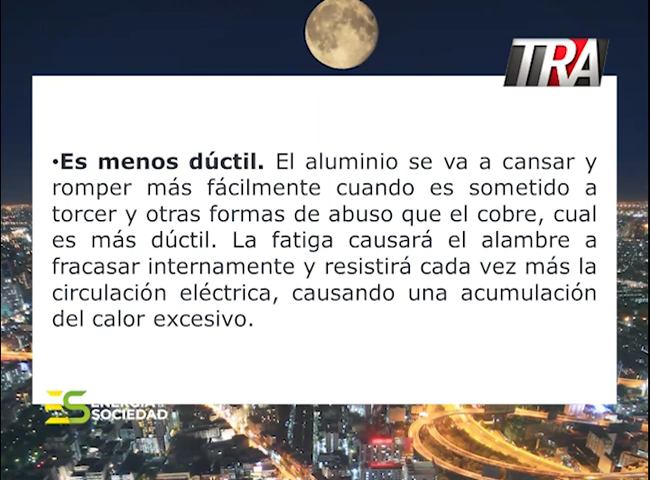 TRA
•Es menos dúctil. El aluminio se va a cansar y
romper más fácilmente cuando es sometido a
torcer y otras formas de abuso que el cobre, cual
es más dúctil. La fatiga causará el alambre a
fracasar internamente y resistirá cada vez más la
circulación eléctrica, causando una acumulación
del calor excesivo.
ES
ENERGÍA
SOCIEDAD